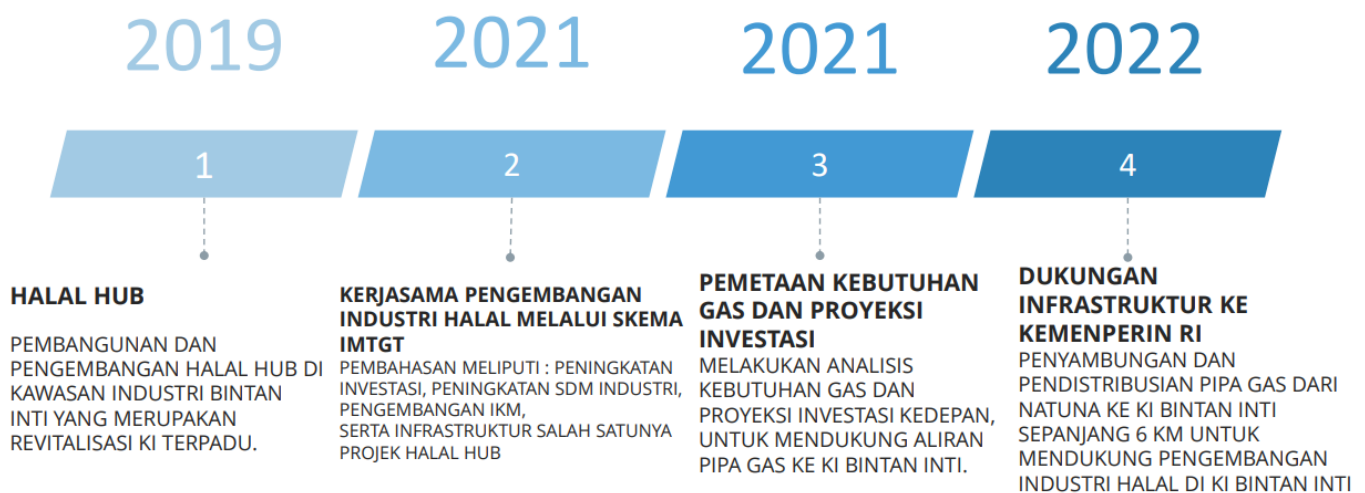 2019
2021
2021
2022
1
2
3
4
HALAL HUB
PEMBANGUNAN DAN
PENGEMBANGAN HALAL HUB DI
KAWASAN INDUSTRI BINTAN
INTI YANG MERUPAKAN
REVITALISASI KI TERPADU.
KERJASAMA PENGEMBANGAN
INDUSTRI HALAL MELALUI SKEMA
IMTGT
PEMBAHASAN MELIPUTI : PENINGKATAN
INVESTASI, PENINGKATAN SDM INDUSTRI,
PENGEMBANGAN IKM,
SERTA INFRASTRUKTUR SALAH SATUNYA
PROJEK HALAL HUB
PEMETAAN KEBUTUHAN
GAS DAN PROYEKSI
INVESTASI
MELAKUKAN ANALISIS
KEBUTUHAN GAS DAN
PROYEKSI INVESTASI KEDEPAN,
UNTUK MENDUKUNG ALIRAN
PIPA GAS KE KI BINTAN INTI.
DUKUNGAN
INFRASTRUKTUR KE
KEMENPERIN RI
PENYAMBUNGAN DAN
PENDISTRIBUSIAN PIPA GAS DARI
NATUNA KE KI BINTAN INTI
SEPANJANG 6 KM UNTUK
MENDUKUNG PENGEMBANGAN
INDUSTRI HALAL DI KI BINTAN INTI